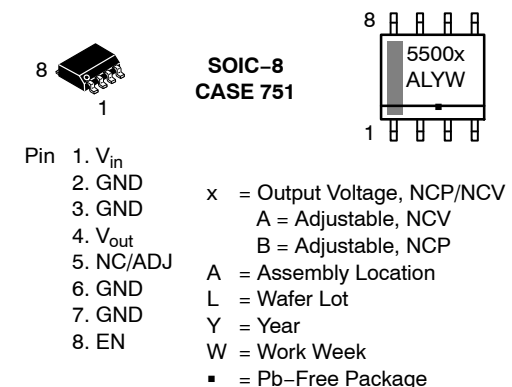 8
1
SOIC−8
CASE 751
8
5500x
ALYW
▪
1
Pin 1. Vin
2. GND
3. GND
4. Vout
5. NC/ADJ
6. GND
7. GND
8. EN
x = Output Voltage, NCP/NCV
A = Adjustable, NCV
B = Adjustable, NCP
A = Assembly Location
L = Wafer Lot
Y = Year
W = Work Week
▪ = Pb−Free Package